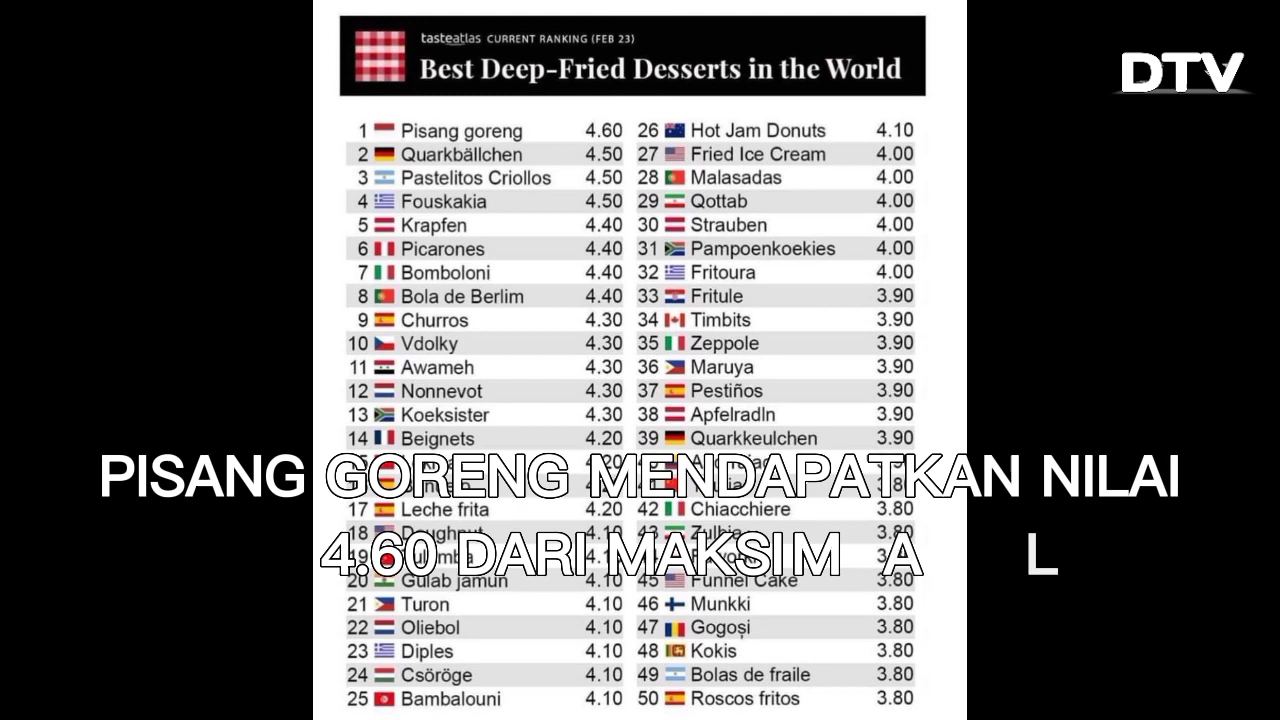 tasteatlas CURRENT RANKING (FEB 23)
Best Deep-Fried Desserts in the World
DTV
1 Pisang goreng 4.60
2 Quarkbällchen 4.50
3 Pastelitos Criollos 4.50
4 Fouskakia 4.50
5 Krapfen 4.40
6 Picarones 4.40
7 Bomboloni 4.40
8 Bola de Berlim 4.40
9 Churros 4.30
10 Vdolky 4.30
11 Awameh 4.30
12 Nonnevot 4.30
13 Koeksister 4.30
14 Beignets 4.20
17 Leche frita 4.20
18 Doughnut 4.10
20 Gulab jamun 4.10
21 Turon 4.10
22 Oliebol 4.10
23 Diples 4.10
24 Csöröge 4.10
25 Bambalouni 4.10
26 Hot Jam Donuts 4.10
27 Fried Ice Cream 4.00
28 Malasadas 4.00
29 Qottab 4.00
30 Strauben 4.00
31 Pampoenkoekies 4.00
32 Fritoura 4.00
33 Fritule 3.90
34 Timbits 3.90
35 Zeppole 3.90
36 Maruya 3.90
37 Pestiños 3.90
38 Apfelradln 3.90
39 Quarkkeulchen 3.90
42 Chiacchiere 3.80
43 Zulbia 3.80
45 Funnel Cake 3.80
46 Munkki 3.80
47 Gogoși 3.80
48 Kokis 3.80
49 Bolas de fraile 3.80
50 Roscos fritos 3.80
PISANG GORENG MENDAPATKAN NILAI
4.60 DARI MAKSIM A L